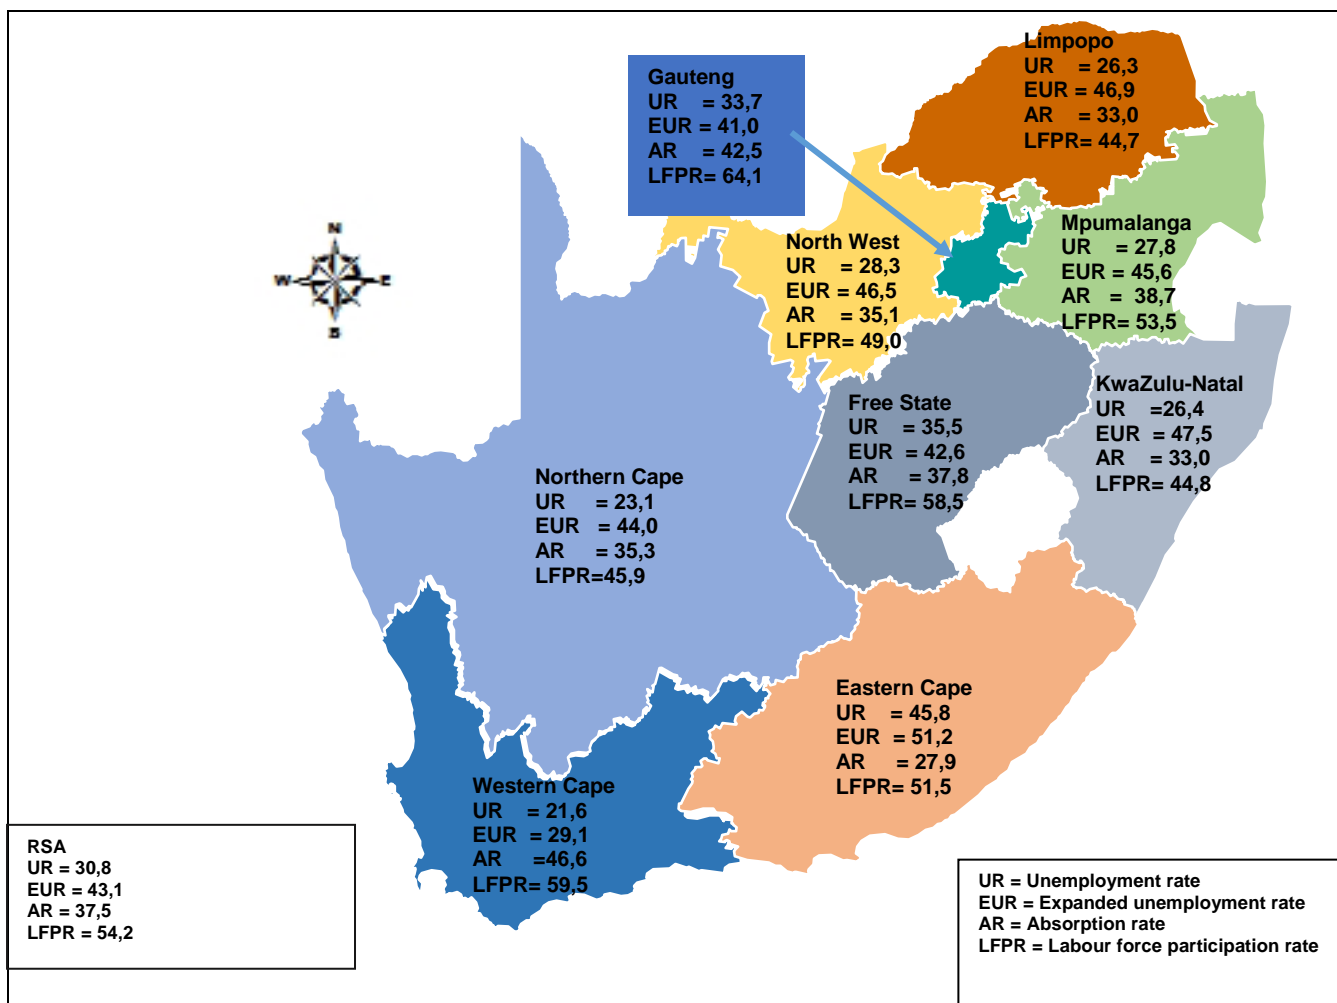 Limpopo
UR = 26,3
EUR = 46,9
AR = 33,0
LFPR= 44,7
Gauteng
UR = 33,7
EUR = 41,0
AR = 42,5
LFPR= 64,1
Mpumalanga
UR = 27,8
EUR = 45,6
AR = 38,7
LFPR= 53,5
North West
UR = 28,3
EUR = 46,5
AR = 35,1
LFPR= 49,0
N
W
E
S
KwaZulu-Natal
UR =26,4
EUR = 47,5
AR = 33,0
LFPR= 44,8
Free State
UR = 35,5
EUR = 42,6
AR = 37,8
LFPR= 58,5
Northern Cape
UR = 23,1
EUR = 44,0
AR = 35,3
LFPR=45,9
Eastern Cape
UR = 45,8
EUR = 51,2
AR = 27,9
LFPR= 51,5
Western Cape
UR = 21,6
EUR = 29,1
AR =46,6
LFPR= 59,5
RSA
UR = 30,8
EUR = 43,1
AR = 37,5
LFPR = 54,2
UR = Unemployment rate
EUR = Expanded unemployment rate
AR = Absorption rate
LFPR = Labour force participation rate